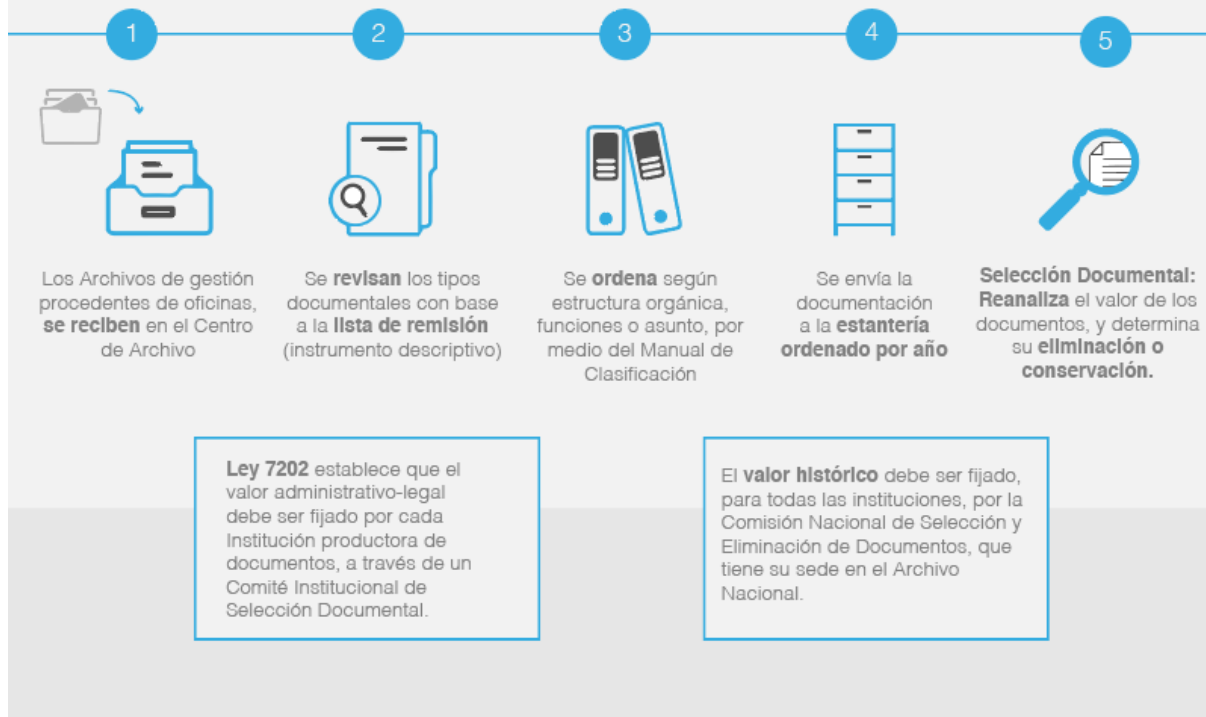 1
2
3
4
5
Los Archivos de gestión
procedentes de oficinas,
se reciben en el Centro
de Archivo
Se revisan los tipos
documentales con base
a la lista de remisión
(instrumento descriptivo)
Se ordena según
estructura orgánica,
funciones o asunto, por
medio del Manual de
Clasificación
Se envía la
documentación
a la estantería
ordenado por año
Selección Documental:
Reanaliza el valor de los
documentos, y determina
su eliminación o
conservación.
Ley 7202 establece que el
valor administrativo-legal
debe ser fijado por cada
Institución productora de
documentos, a través de un
Comité Institucional de
Selección Documental.
El valor histórico debe ser fijado,
para todas las instituciones, por la
Comisión Nacional de Selección y
Eliminación de Documentos, que
tiene su sede en el Archivo
Nacional.